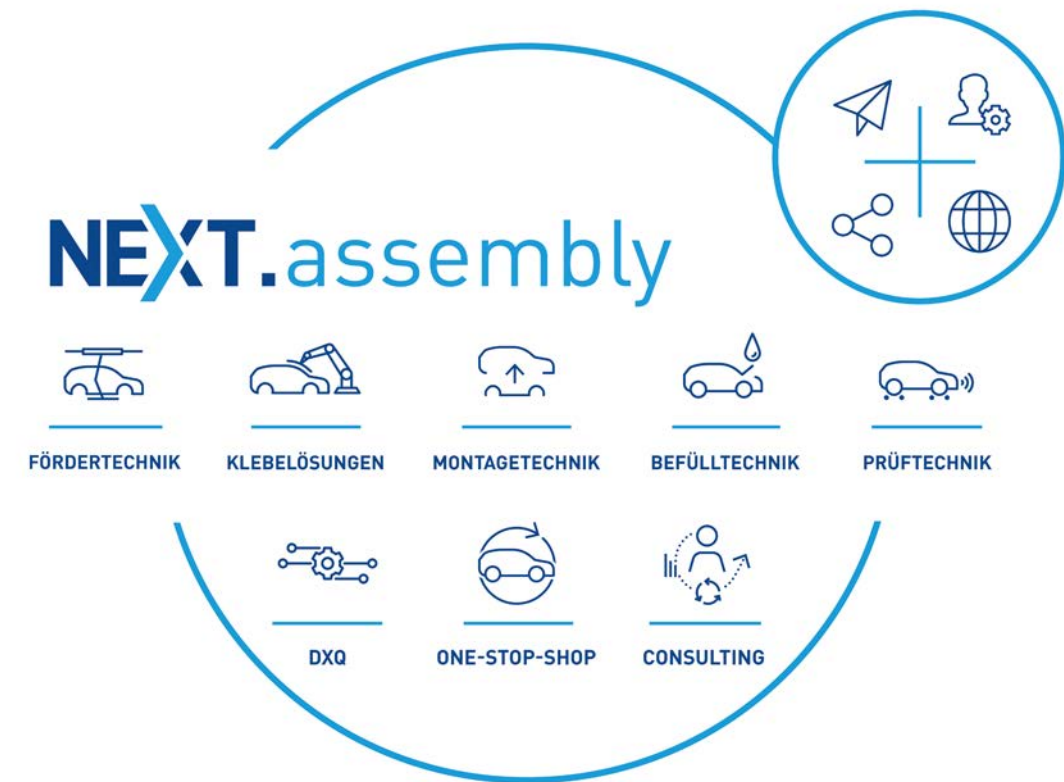 NEXT.assembly
FÖRDERTECHNIK
KLEBELÖSUNGEN
MONTAGETECHNIK
BEFÜLLTECHNIK
PRÜFTECHNIK
DXQ
ONE-STOP-SHOP
CONSULTING